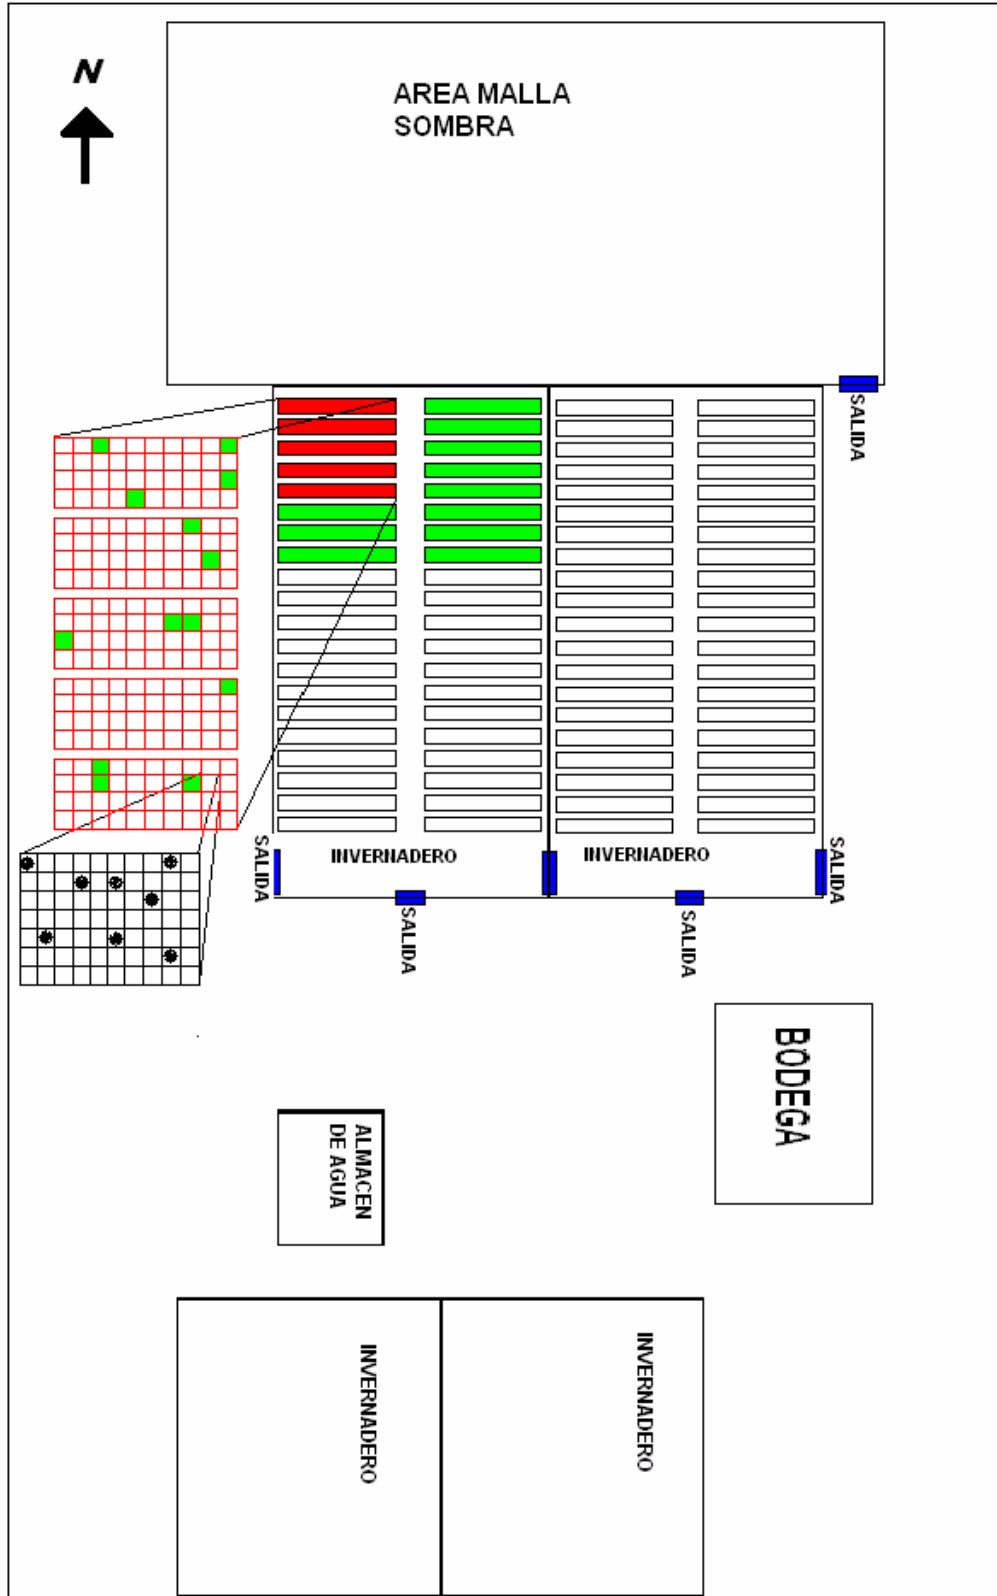 N
AREA MALLA
SOMBRA
SALIDA
SALIDA
INVERNADERO
INVERNADERO
SALIDA
SALIDA
SALIDA
BODEGA
ALMACEN
DE AGUA
INVERNADERO
INVERNADERO